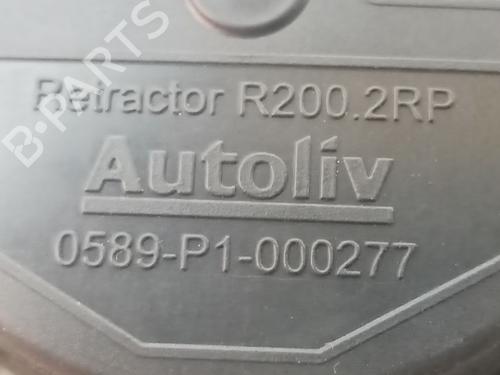 B-PARTS
Retractor R200.2RP
Autoliv
0589-P1-000277